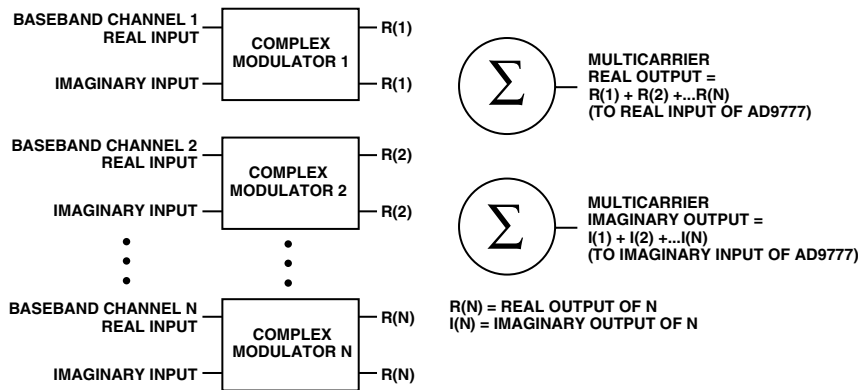 BASEBAND CHANNEL 1
REAL INPUT
IMAGINARY INPUT
COMPLEX
MODULATOR 1
R(1)
R(1)
BASEBAND CHANNEL 2
REAL INPUT
IMAGINARY INPUT
COMPLEX
MODULATOR 2
R(2)
R(2)
BASEBAND CHANNEL N
REAL INPUT
IMAGINARY INPUT
COMPLEX
MODULATOR N
R(N)
R(N)
Σ
MULTICARRIER
REAL OUTPUT =
R(1) + R(2) +...R(N)
(TO REAL INPUT OF AD9777)
Σ
MULTICARRIER
IMAGINARY OUTPUT =
I(1) + I(2) +...I(N)
(TO IMAGINARY INPUT OF AD9777)
R(N) = REAL OUTPUT OF N
I(N) = IMAGINARY OUTPUT OF N